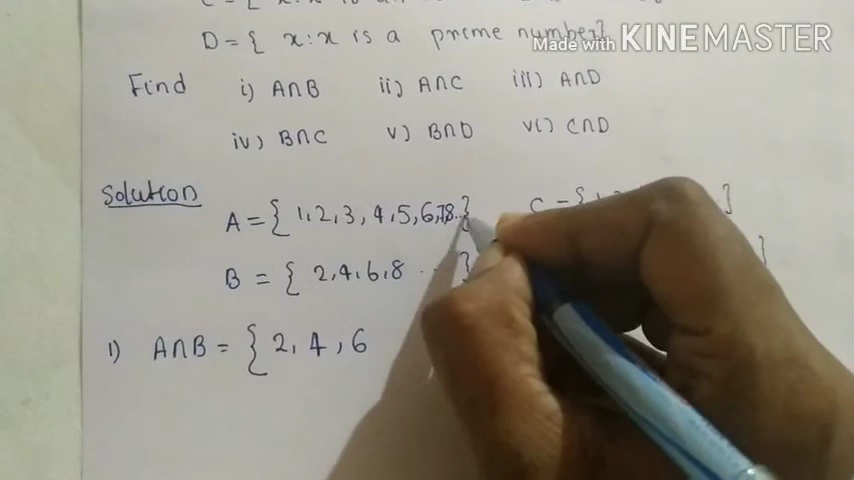 D = { x : x is a prime number}
Made with KINEMASTER
Find i) A∩B ii) A∩C iii) A∩D
iv) B∩C v) B∩D vi) C∩D
Solution
A = { 1, 2, 3, 4, 5, 6, 7, 8 .. } C = {
B = { 2, 4, 6, 8 ... }
1) A∩B = { 2, 4, 6